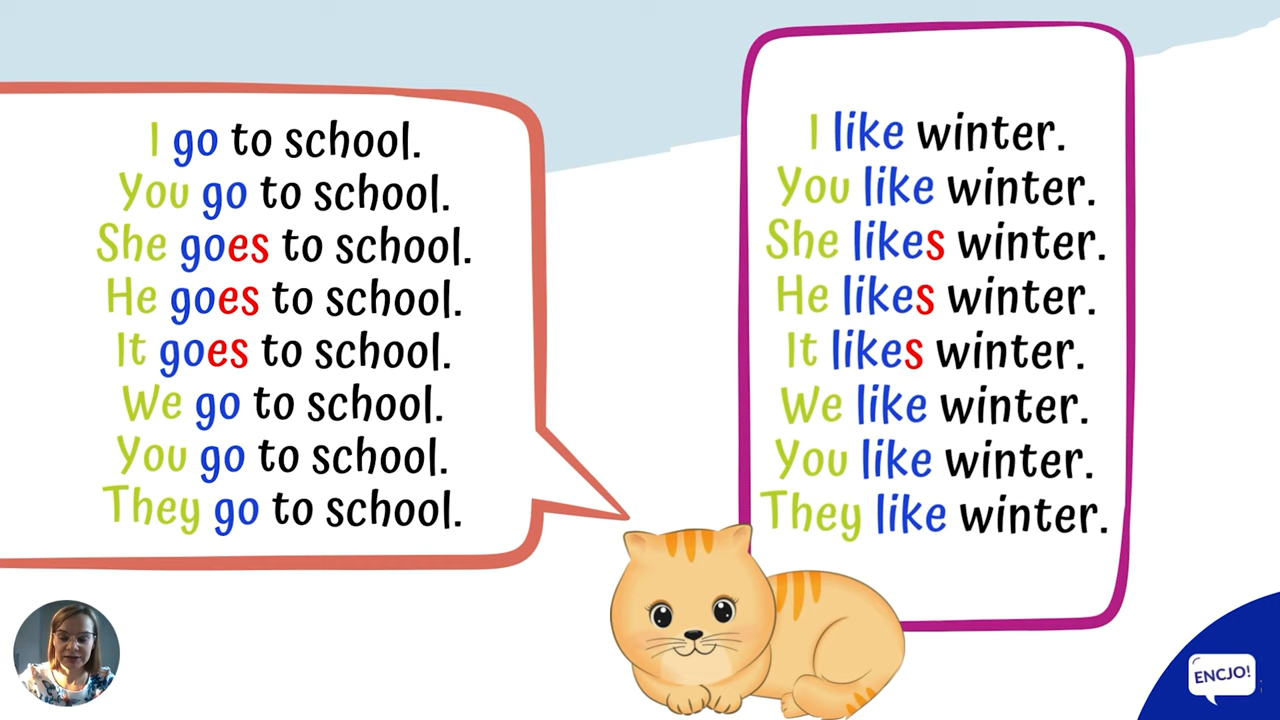 I go to school.
You go to school.
She goes to school.
He goes to school.
It goes to school.
We go to school.
You go to school.
They go to school.
I like winter.
You like winter.
She likes winter.
He likes winter.
It likes winter.
We like winter.
You like winter.
They like winter.
ENCJO!